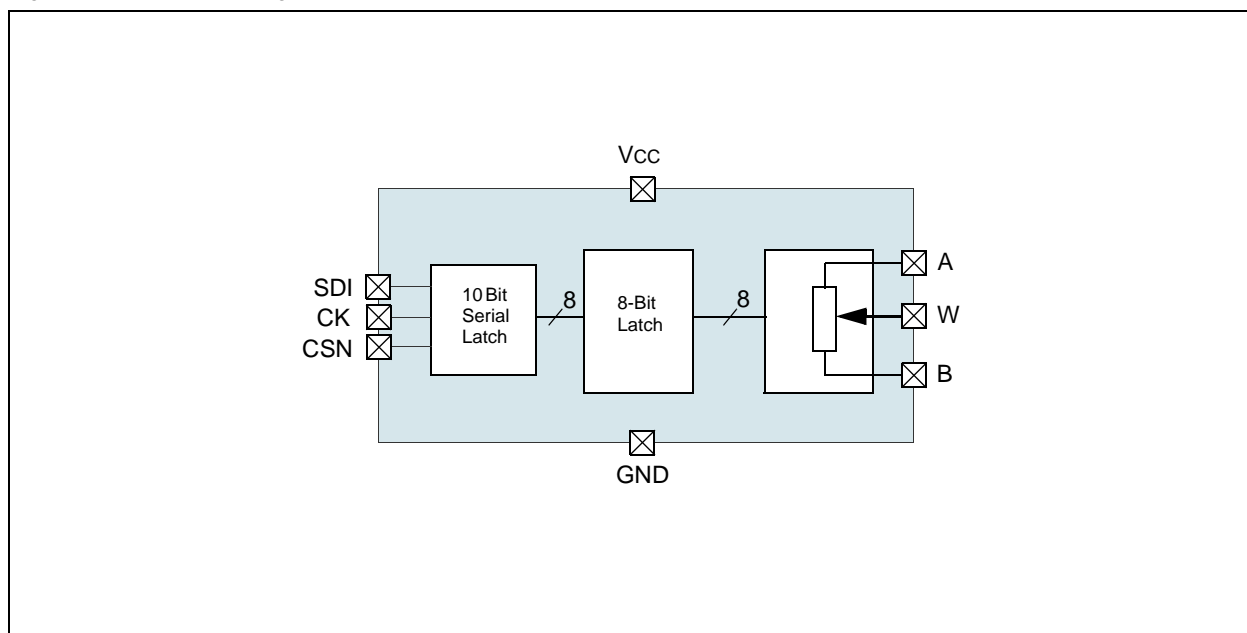 VCC
SDI
CK
CSN
10 Bit
Serial
Latch
8
8-Bit
Latch
8
A
W
B
GND